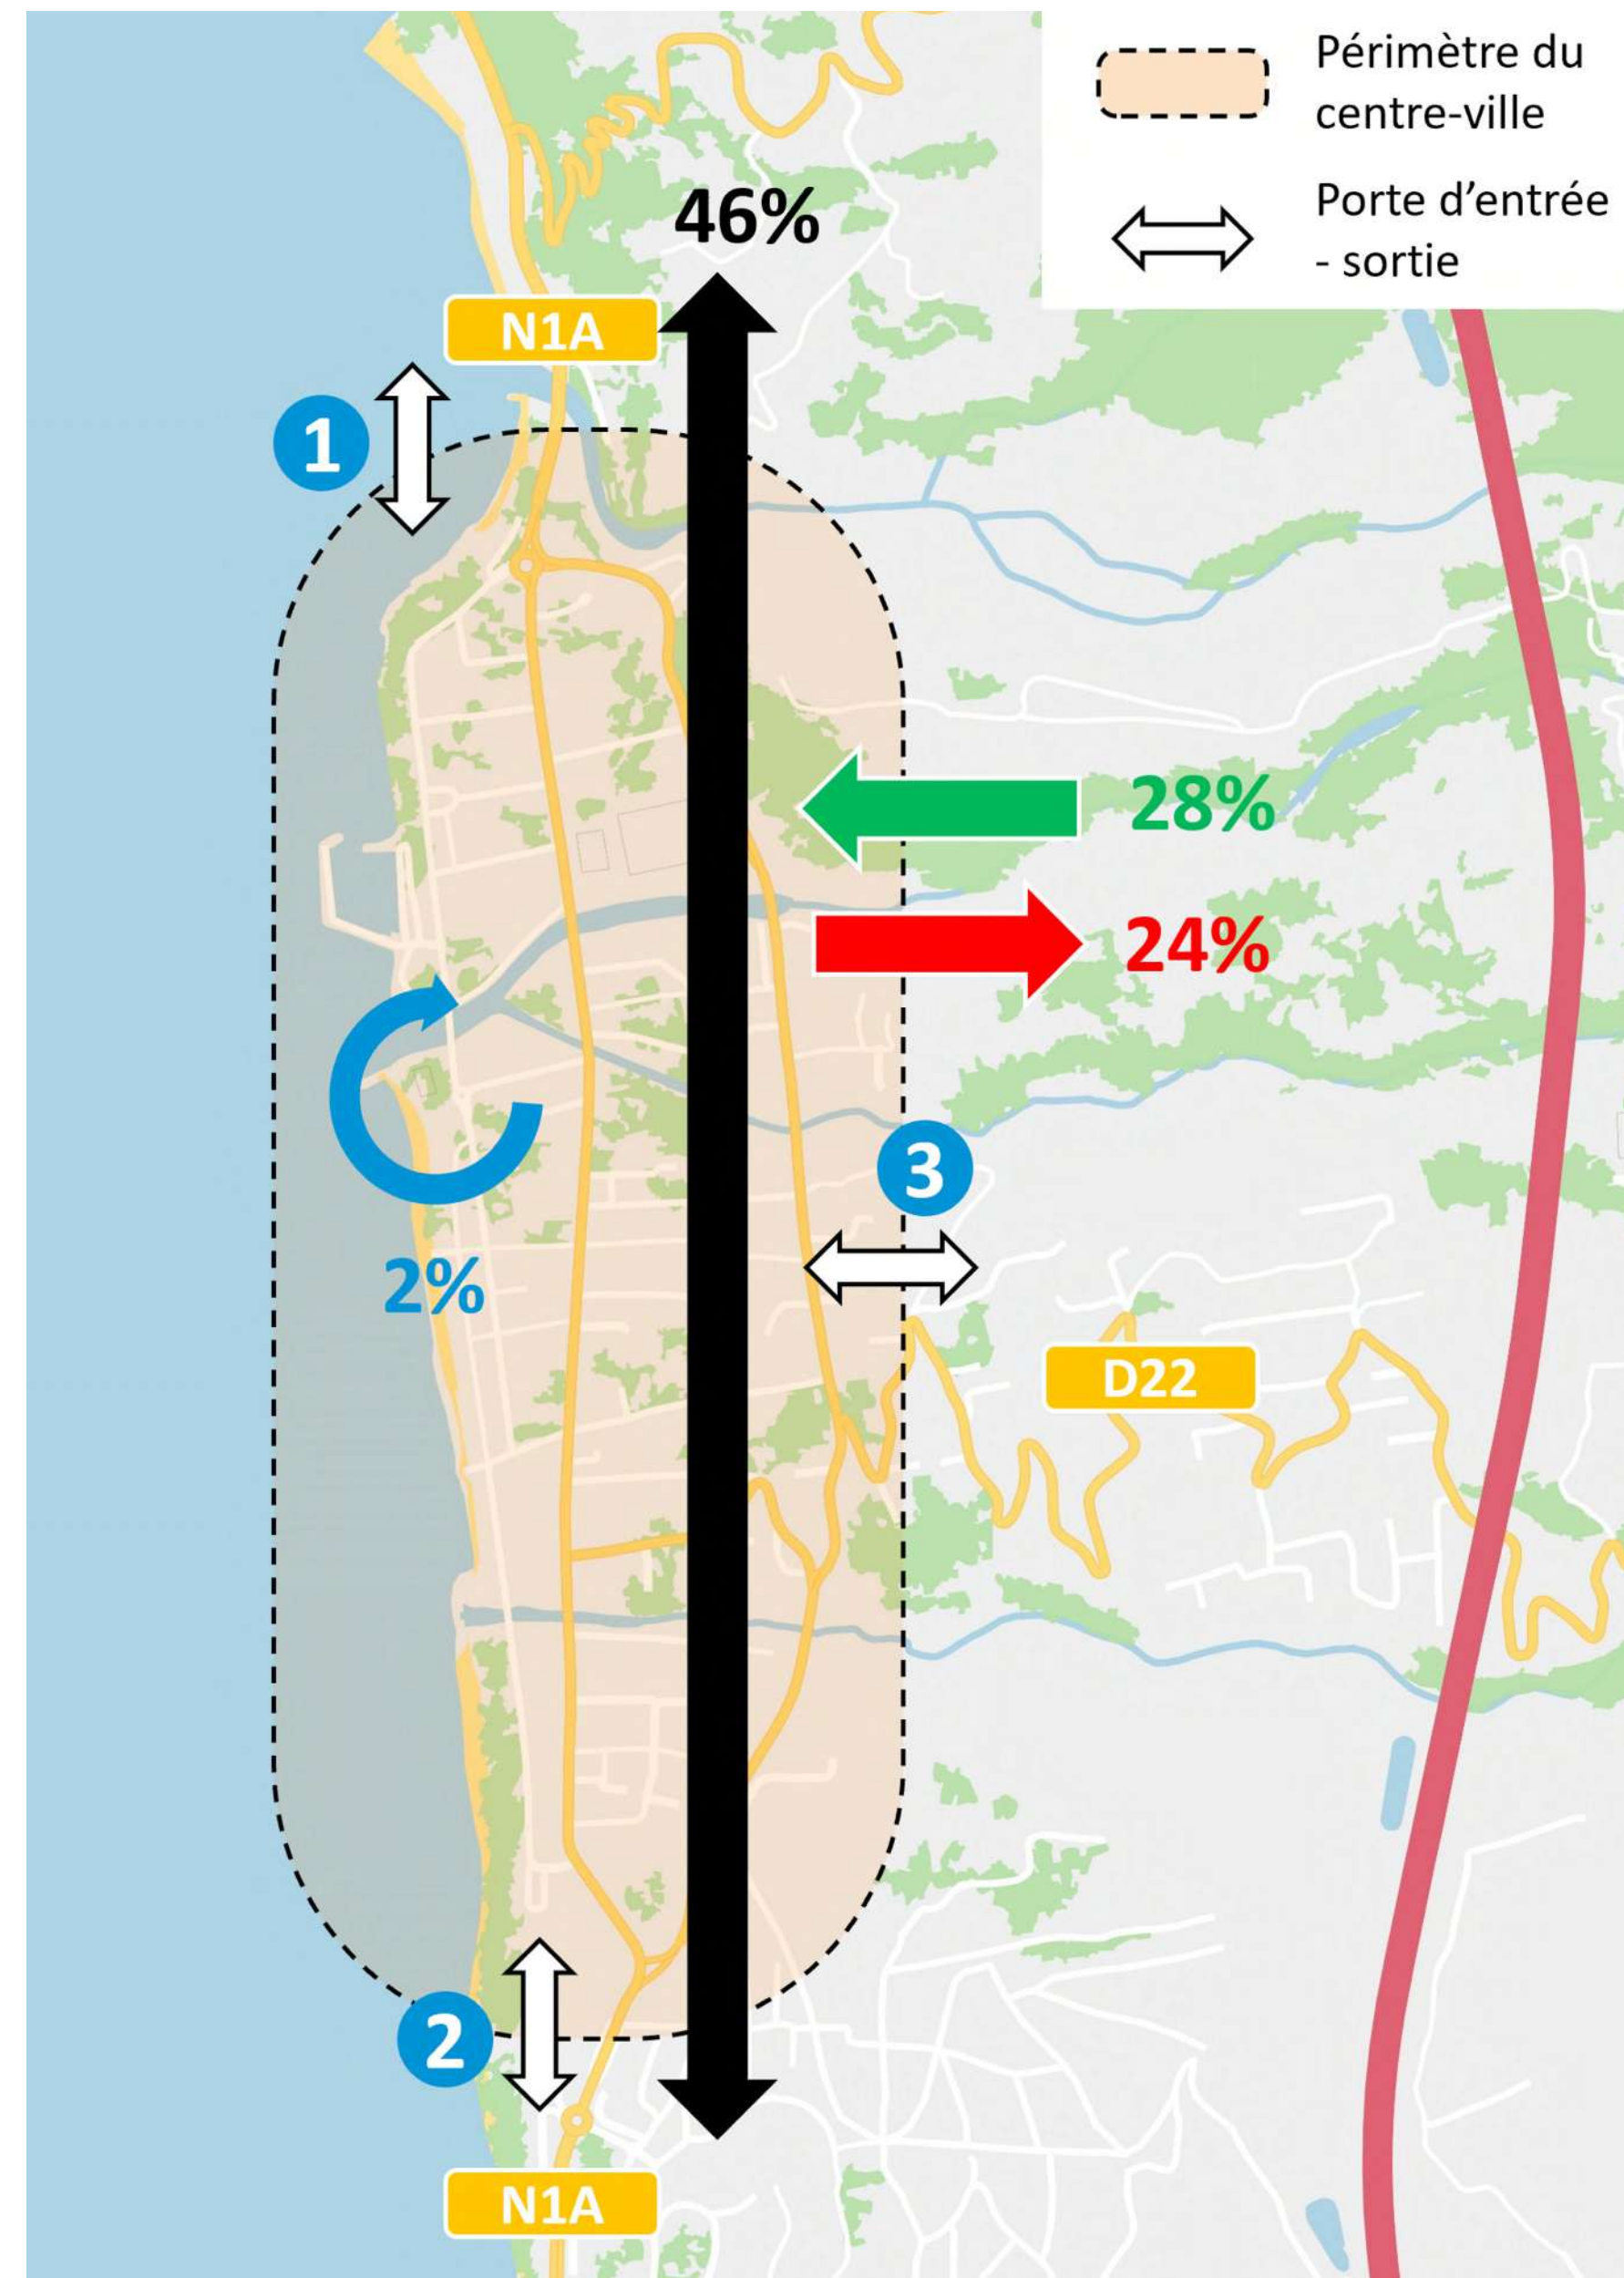 Périmètre du
centre-ville
Porte d'entrée
- sortie
46%
N1A
1
28%
24%
3
2%
D22
2
N1A